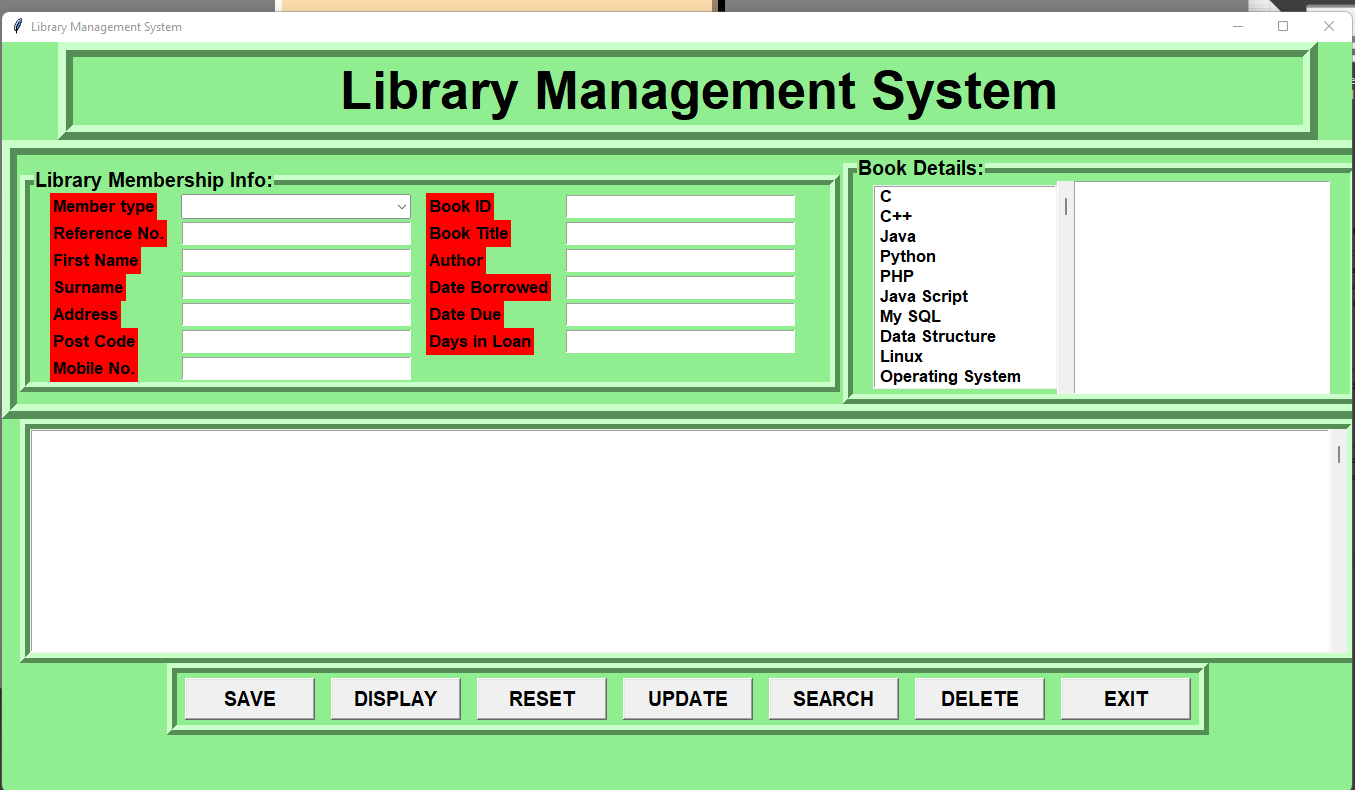 Library Management System
Library Management System
Library Membership Info:
Member type
Reference No.
First Name
Surname
Address
Post Code
Mobile No.
Book ID
Book Title
Author
Date Borrowed
Date Due
Days in Loan
Book Details:
C
C++
Java
Python
PHP
Java Script
My SQL
Data Structure
Linux
Operating System
SAVE DISPLAY RESET UPDATE SEARCH DELETE EXIT